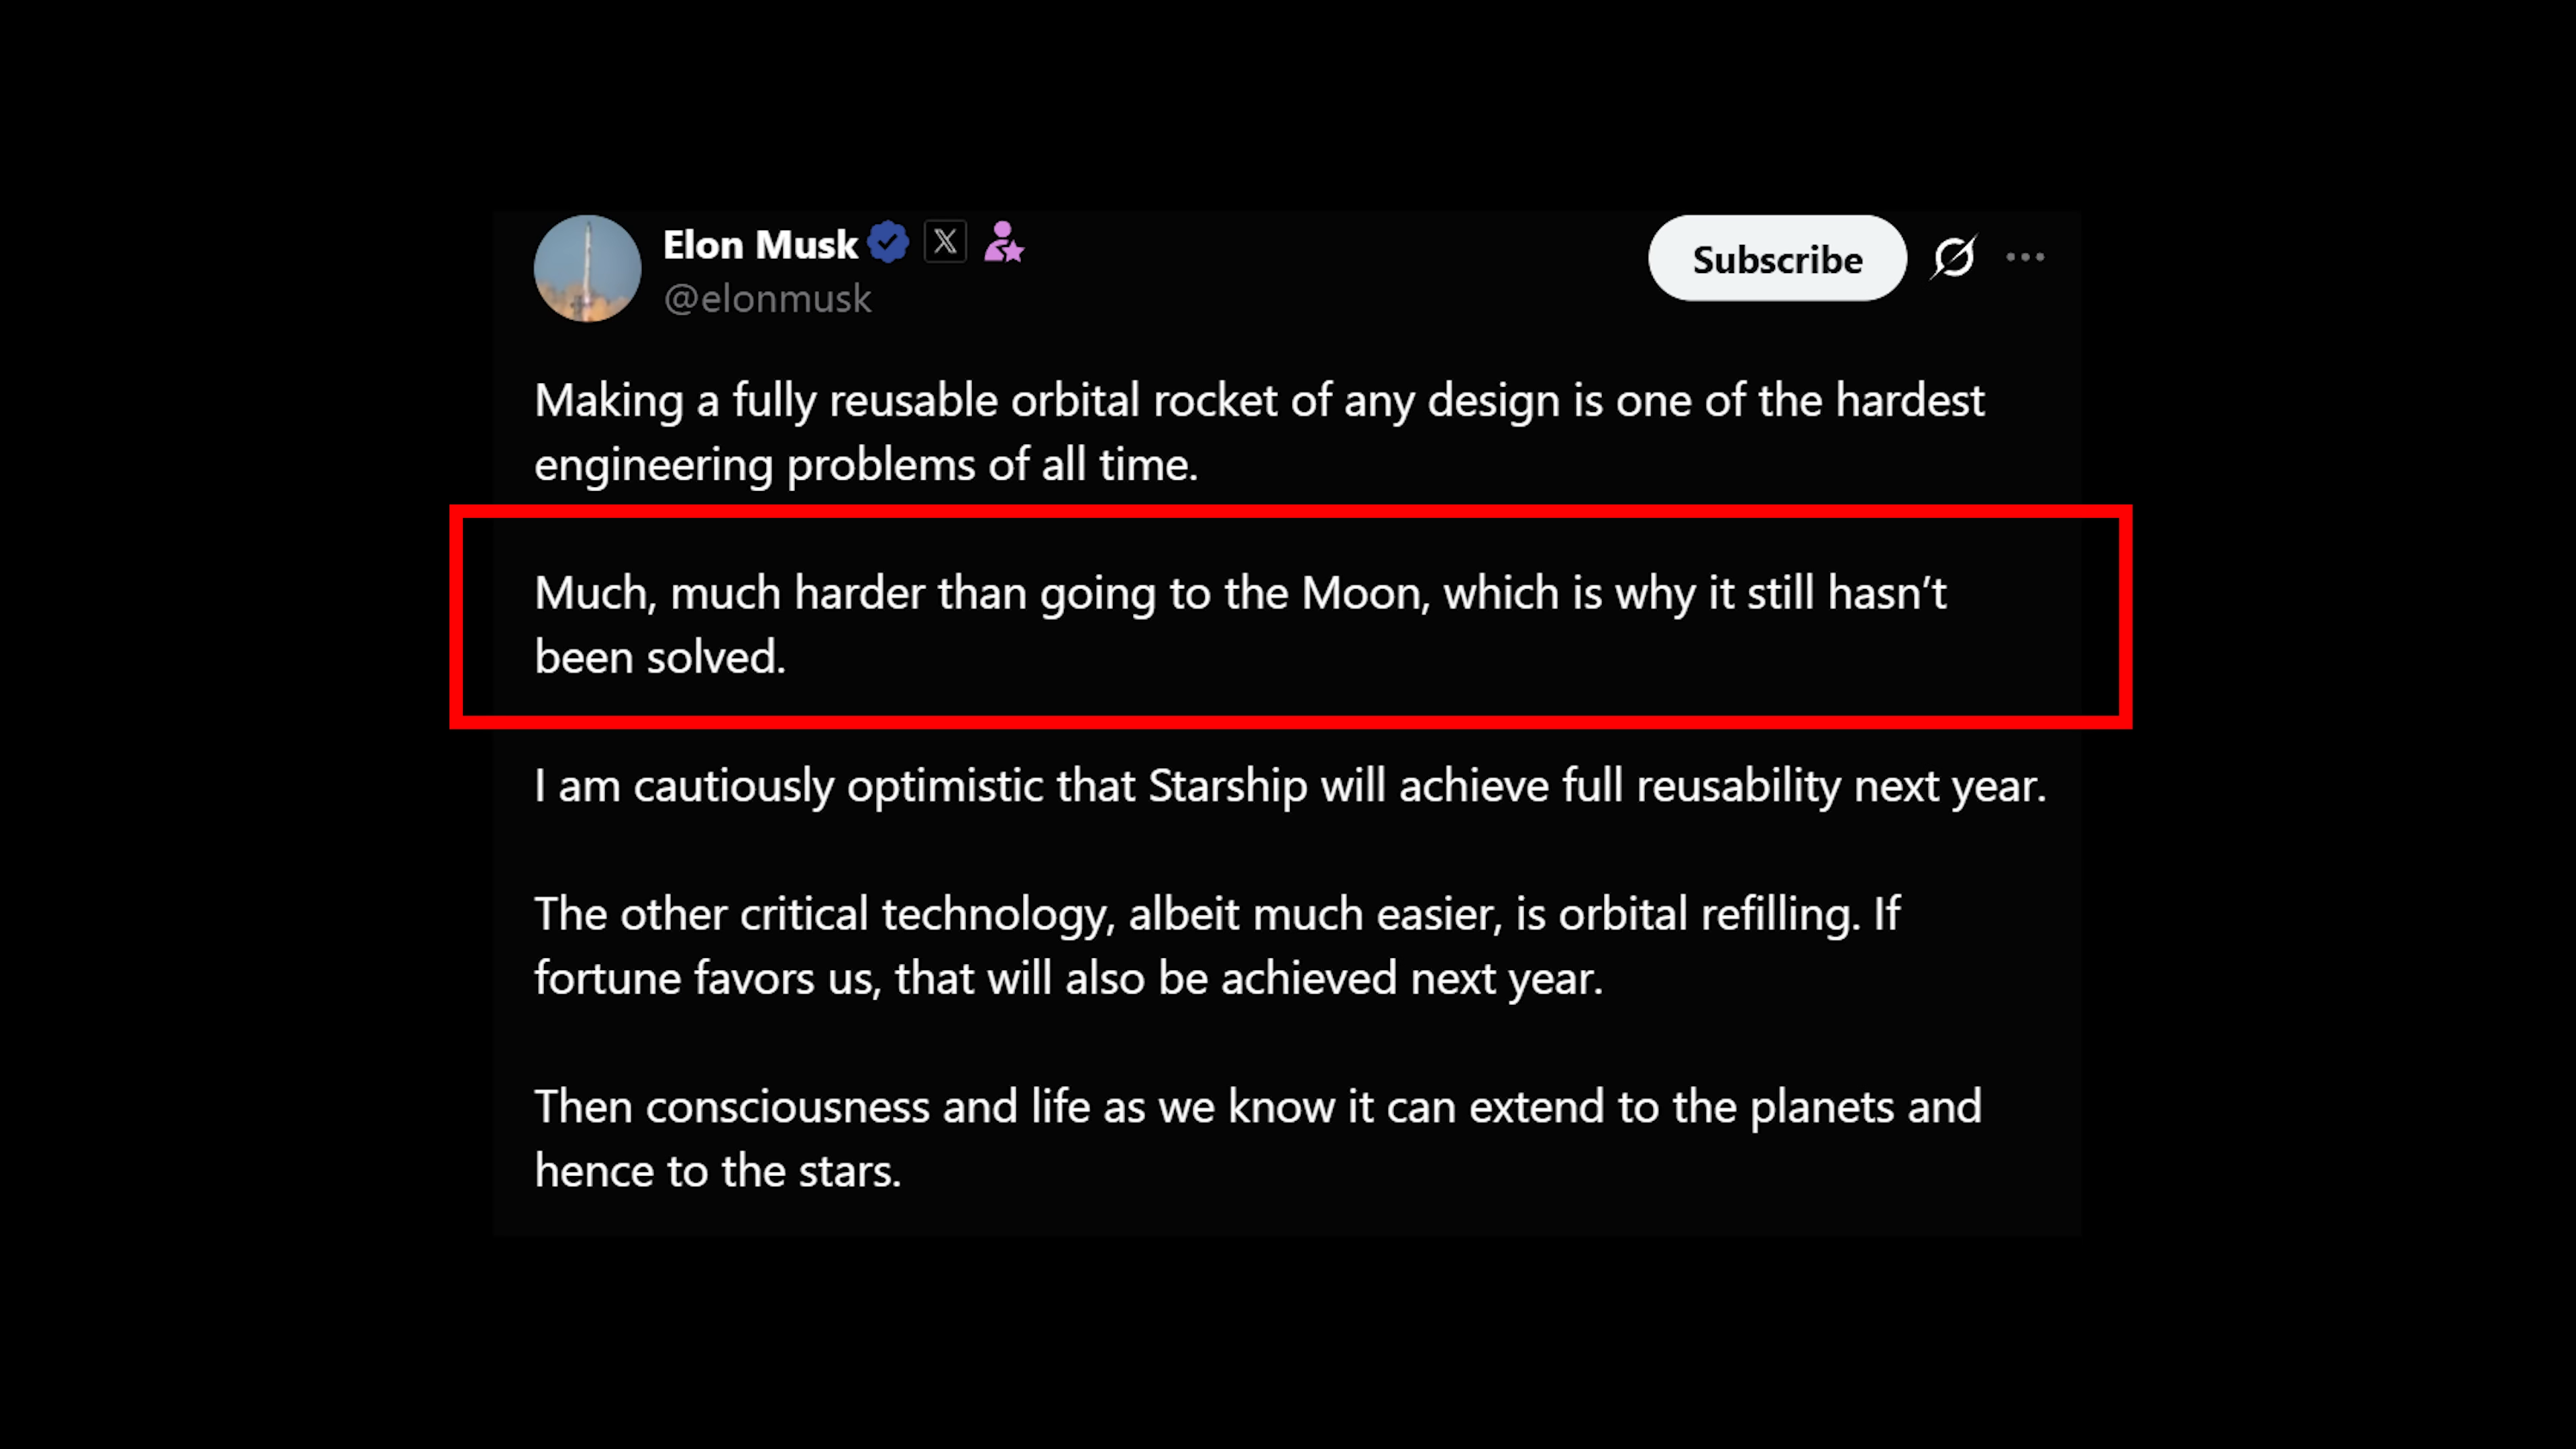 Elon Musk
@elonmusk
Subscribe
Making a fully reusable orbital rocket of any design is one of the hardest
engineering problems of all time.
Much, much harder than going to the Moon, which is why it still hasn’t
been solved.
I am cautiously optimistic that Starship will achieve full reusability next year.
The other critical technology, albeit much easier, is orbital refilling. If
fortune favors us, that will also be achieved next year.
Then consciousness and life as we know it can extend to the planets and
hence to the stars.